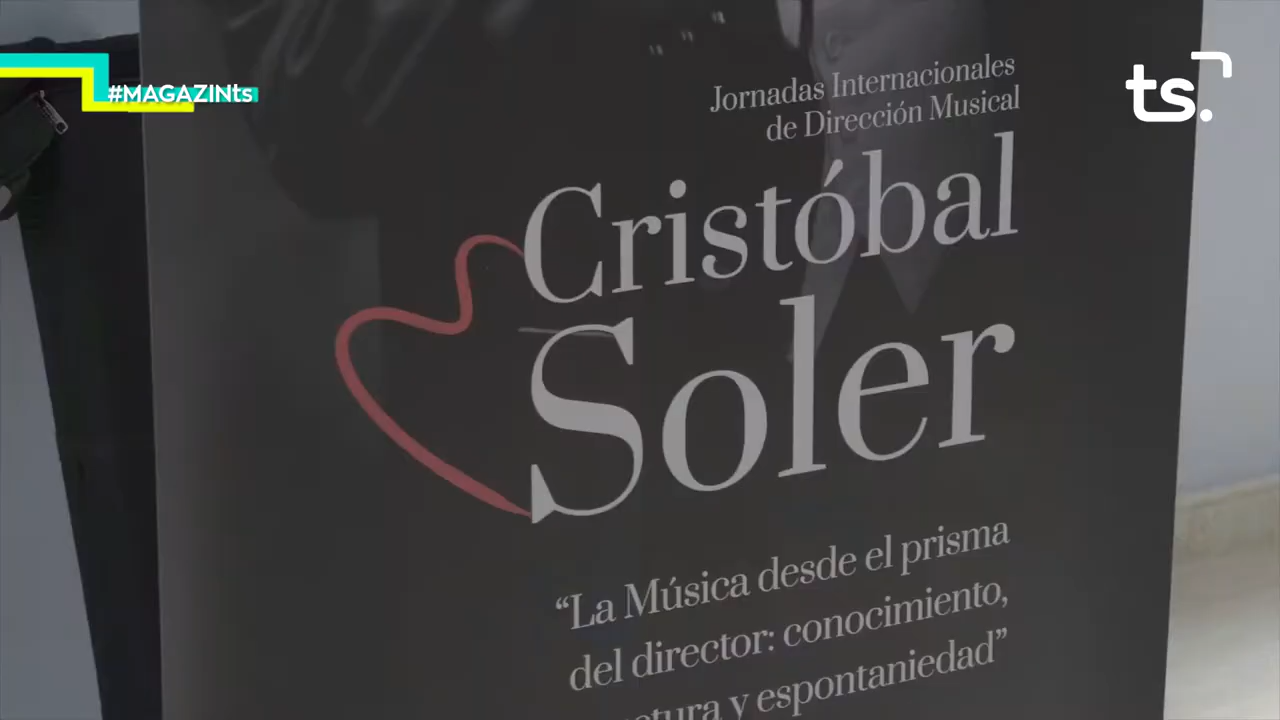 #MAGAZINts
ts.
Jornadas Internacionales
de Dirección Musical
Cristóbal
Soler
“La Música desde el prisma
del director: conocimiento,
y espontaniedad”